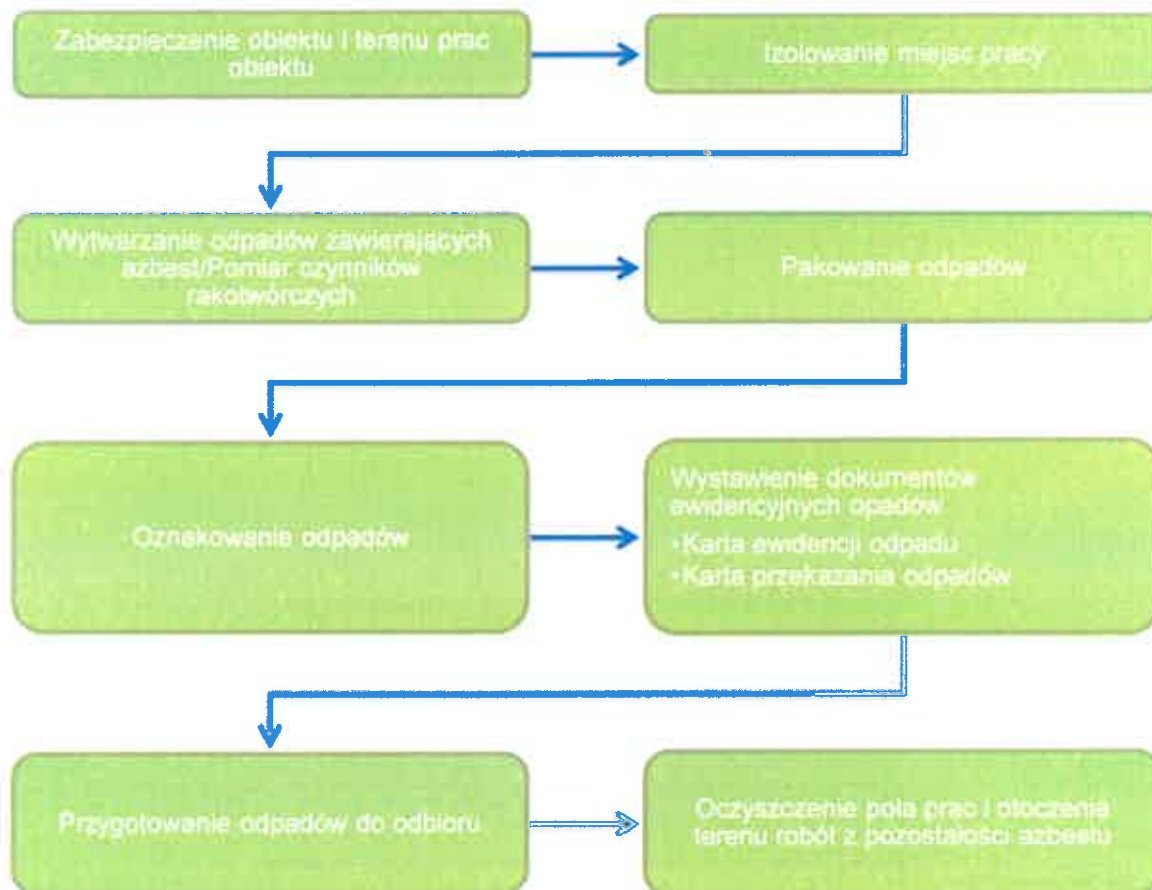 Zabezpieczenie obiektu i terenu prac
obiektu
Izolowanie miejsc pracy
Wytwarzanie odpadów zawierających
azbest/Pomiar czynników
rakotwórczych
Pakowanie odpadów
Oznakowanie odpadów
Wystawienie dokumentów
ewidencyjnych opadów
•Karta ewidencji odpadu
•Karta przekazania odpadów
Przygotowanie odpadów do odbioru
Oczyszczenie pola prac i otoczenia
terenu robót z pozostałości azbestu